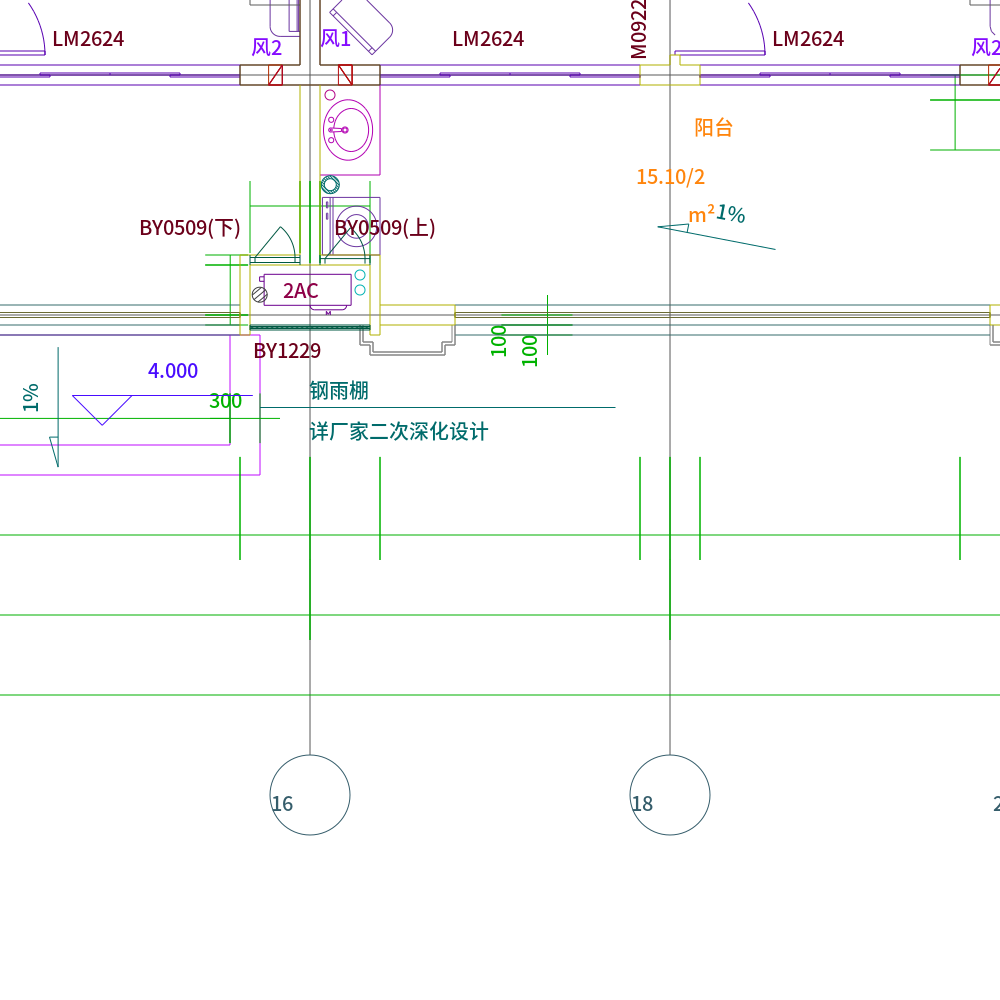 LM2624
风2
风1
LM2624
M0922
LM2624
风2
阳台
15.10/2
m²
1%
BY0509(下)
BY0509(上)
2AC
BY1229
100
100
4.000
1%
300
钢雨棚
详厂家二次深化设计
16
18
2